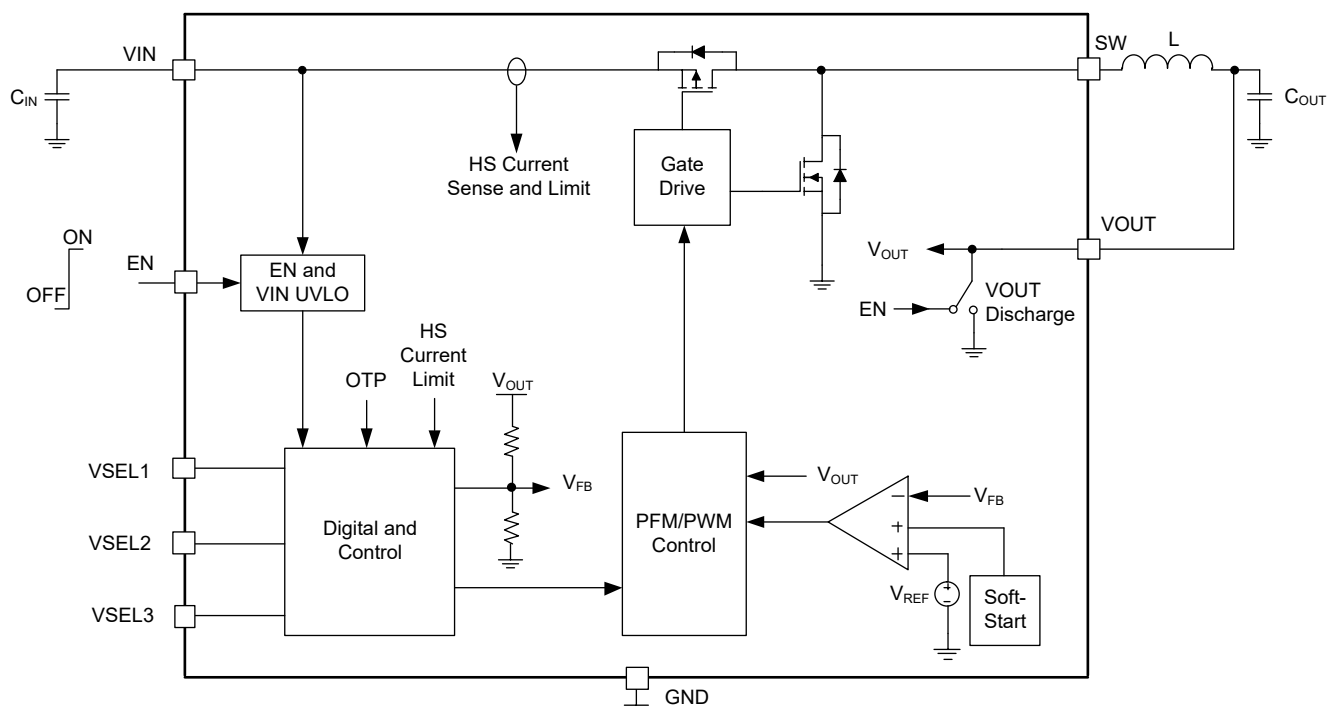 VIN
SW
L
CIN
COUT
HS Current
Sense and Limit
Gate
Drive
ON
OFF
EN
EN and
VIN UVLO
VOUT
VOUT
EN
VOUT
Discharge
OTP
HS
Current
Limit
VOUT
VSEL1
VSEL2
VSEL3
Digital and
Control
VFB
PFM/PWM
Control
VOUT
VFB
−
+
+
VREF
+
−
Soft-
Start
GND